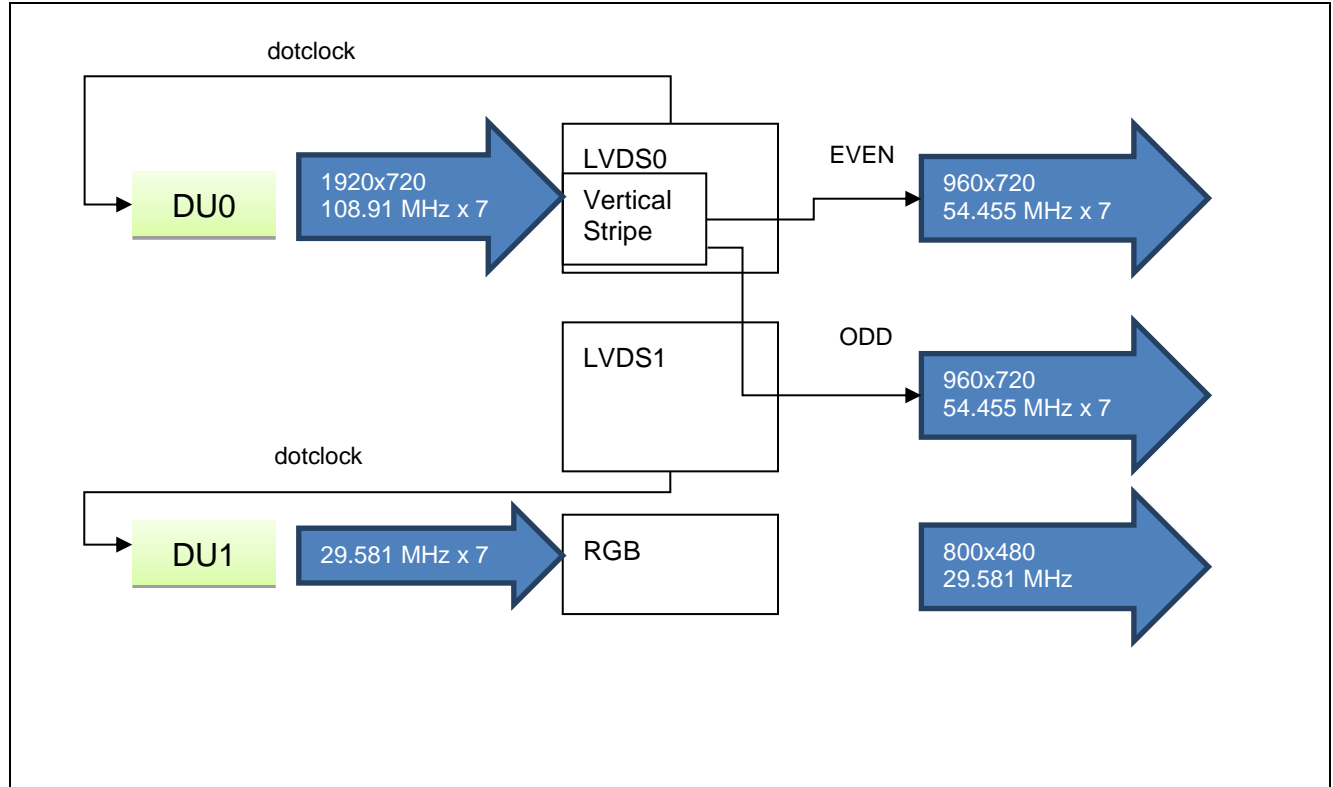 dotclock
LVDS0
EVEN
DU0
1920x720
108.91 MHz x 7
Vertical
Stripe
960x720
54.455 MHz x 7
LVDS1
ODD
960x720
54.455 MHz x 7
dotclock
DU1
29.581 MHz x 7
RGB
800x480
29.581 MHz